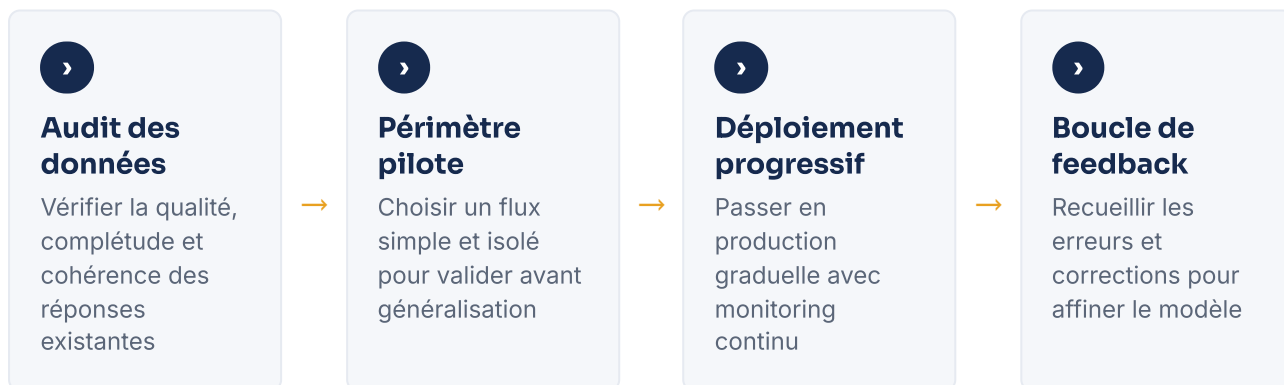 ›
Audit des
données
Vérifier la qualité,
complétude et
cohérence des
réponses
existantes
→
›
Périmètre
pilote
Choisir un flux
simple et isolé
pour valider avant
généralisation
→
›
Déploiement
progressif
Passer en
production
graduelle avec
monitoring
continu
→
›
Boucle de
feedback
Recueillir les
erreurs et
corrections pour
affiner le modèle